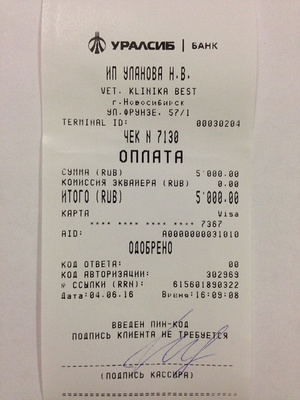 УРАЛСИБ | БАНК
ИП УЛАНОВА Н.В.
VET. KLINIKA BEST
г.Новосибирск
УЛ.ФРУНЗЕ, 57/1
TERMINAL ID: 00030204
ЧЕК N 7130
ОПЛАТА
СУММА (RUB) 5'000.00
КОМИССИЯ ЭКВАЙЕРА (RUB) 0.00
ИТОГО (RUB) 5'000.00
КАРТА Visa
**** **** **** 7367
AID: A0000000031010
ОДОБРЕНО
КОД ОТВЕТА: 00
КОД АВТОРИЗАЦИИ: 302969
№ ССЫЛКИ (RRN): 615601890322
Дата:04.06.16 Время:16:09:08
ВВЕДЕН ПИН-КОД
ПОДПИСЬ КЛИЕНТА НЕ ТРЕБУЕТСЯ
(ПОДПИСЬ КАССИРА)